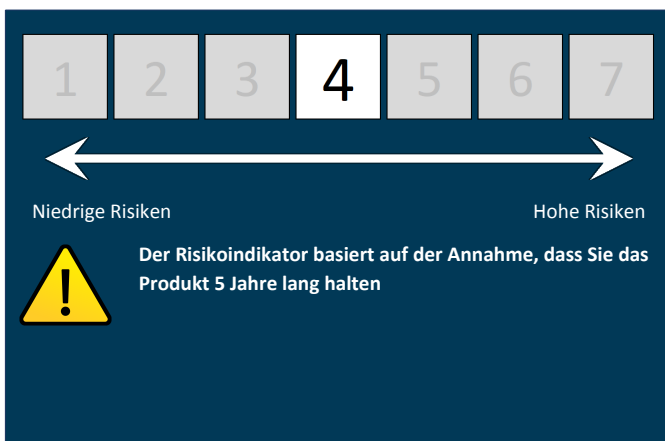 1 2 3 4 5 6 7
Niedrige Risiken Hohe Risiken
Der Risikoindikator basiert auf der Annahme, dass Sie das
Produkt 5 Jahre lang halten